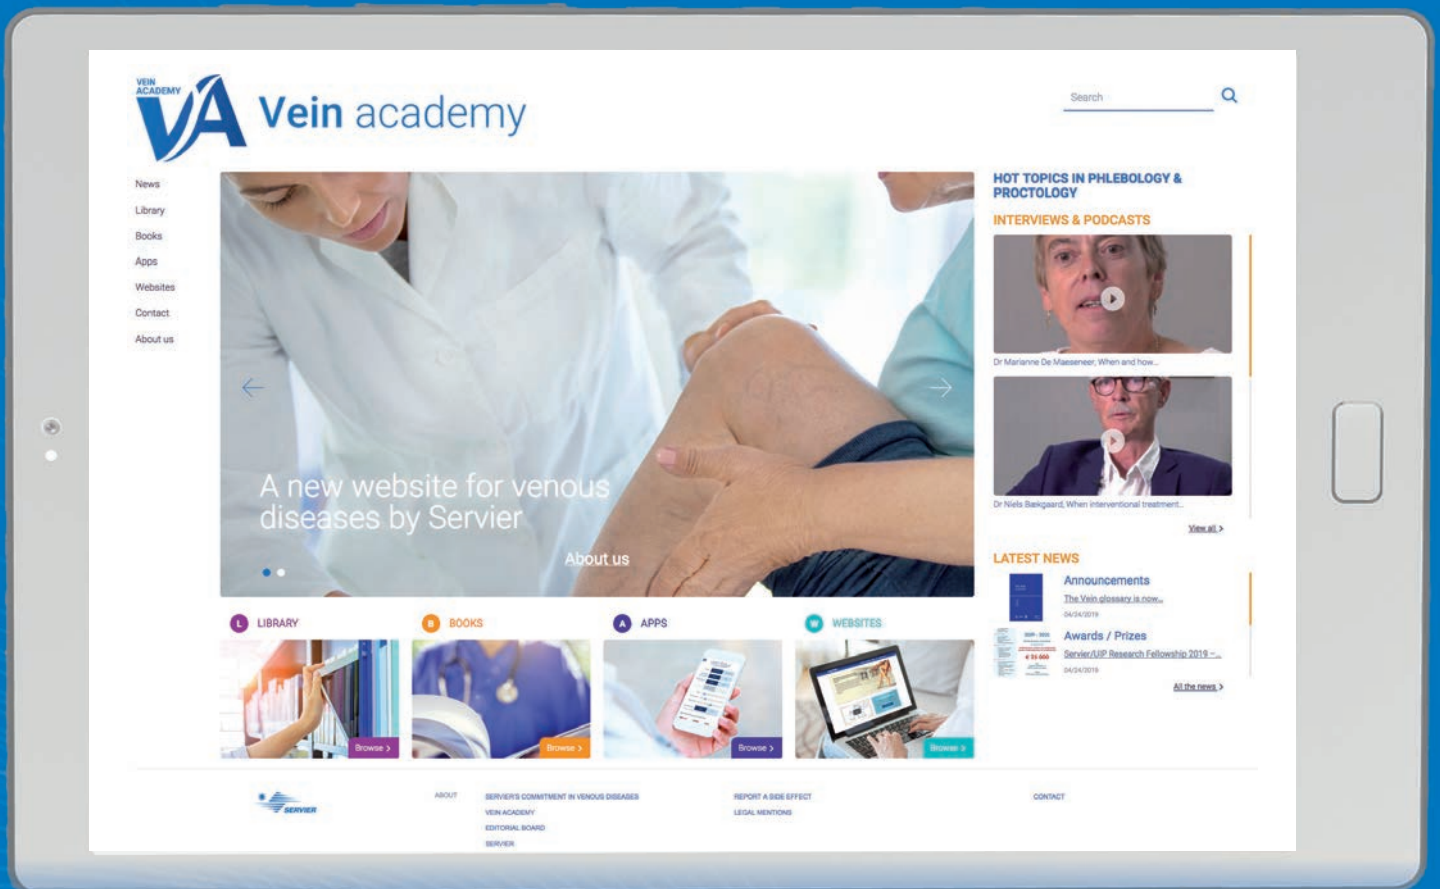 VEIN
ACADEMY
VA
Vein academy
Search
News
Library
Books
Apps
Websites
Contact
About us
A new website for venous
diseases by Servier
About us
HOT TOPICS IN PHLEBOLOGY &
PROCTOLOGY
INTERVIEWS & PODCASTS
Dr Marianne De Maeseneer, When and how...
Dr Niels Bækgaard, When interventional treatment...
View all >
LATEST NEWS
Announcements
The Vein glossary is now...
04/24/2019
Awards / Prizes
Servier/UIP Research Fellowship 2019 –...
04/24/2019
All the news >
L LIBRARY
B BOOKS
A APPS
W WEBSITES
Browse >
Browse >
Browse >
Browse >
SERVIER
ABOUT
SERVIER'S COMMITMENT IN VENOUS DISEASES
VEIN ACADEMY
EDITORIAL BOARD
SERVIER
REPORT A SIDE EFFECT
LEGAL MENTIONS
CONTACT